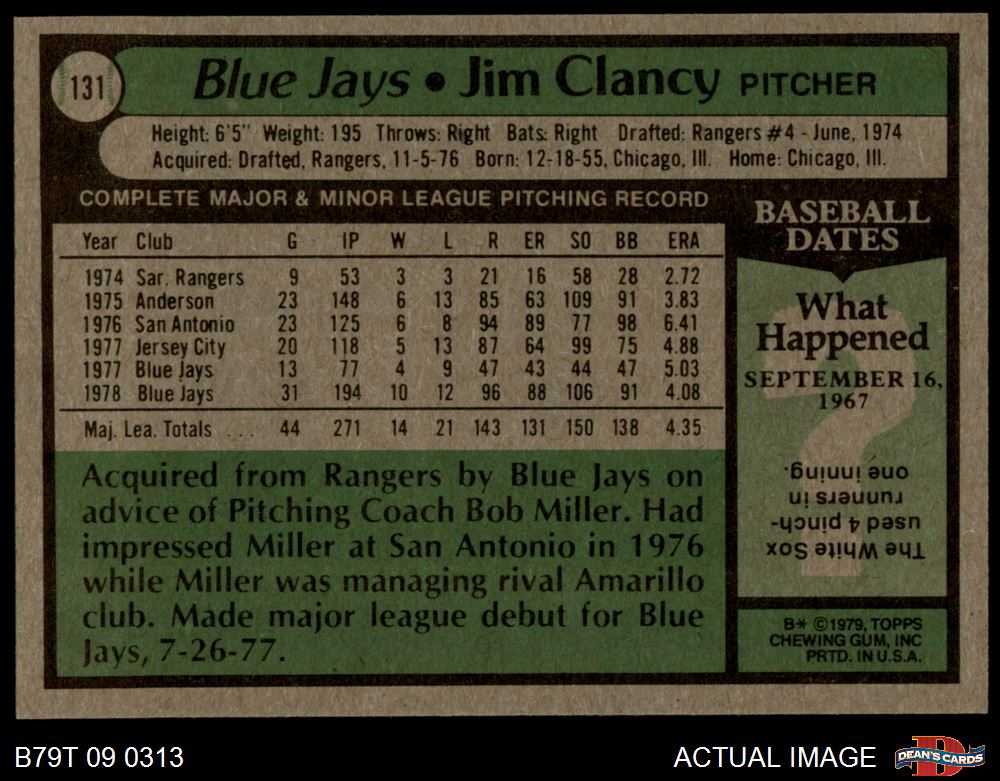 131
Blue Jays • Jim Clancy PITCHER
Height: 6'5" Weight: 195 Throws: Right Bats: Right Drafted: Rangers #4 - June, 1974
Acquired: Drafted, Rangers, 11-5-76 Born: 12-18-55, Chicago, Ill. Home: Chicago, Ill.
COMPLETE MAJOR & MINOR LEAGUE PITCHING RECORD
Year Club G IP W L R ER SO BB ERA
1974 Sar. Rangers 9 53 3 3 21 16 58 28 2.72
1975 Anderson 23 148 6 13 85 63 109 91 3.83
1976 San Antonio 23 125 6 8 94 89 77 98 6.41
1977 Jersey City 20 118 5 13 87 64 99 75 4.88
1977 Blue Jays 13 77 4 9 47 43 44 47 5.03
1978 Blue Jays 31 194 10 12 96 88 106 91 4.08
Maj. Lea. Totals ... 44 271 14 21 143 131 150 138 4.35
Acquired from Rangers by Blue Jays on
advice of Pitching Coach Bob Miller. Had
impressed Miller at San Antonio in 1976
while Miller was managing rival Amarillo
club. Made major league debut for Blue
Jays, 7-26-77.
BASEBALL
DATES
What
Happened
SEPTEMBER 16,
1967
?
The White Sox
used 4 pinch-
runners in
one inning.
B* ©1979, TOPPS
CHEWING GUM, INC
PRTD. IN U.S.A.
B79T 09 0313
ACTUAL IMAGE
D
DEAN'S CARDS